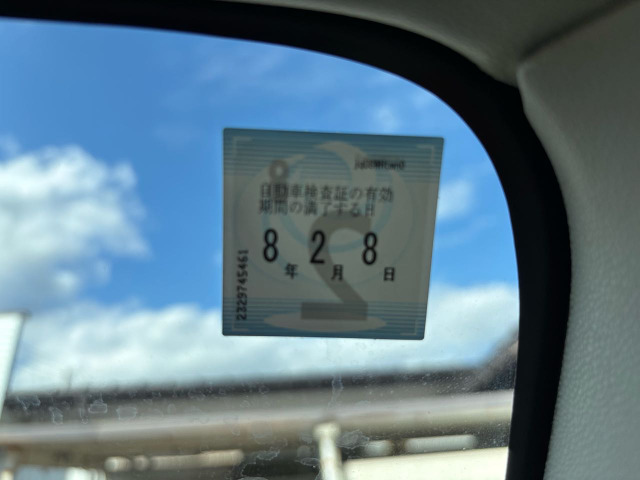 自動車検査証の有効
期間の満了する日
8年2月8日
2329745461
2